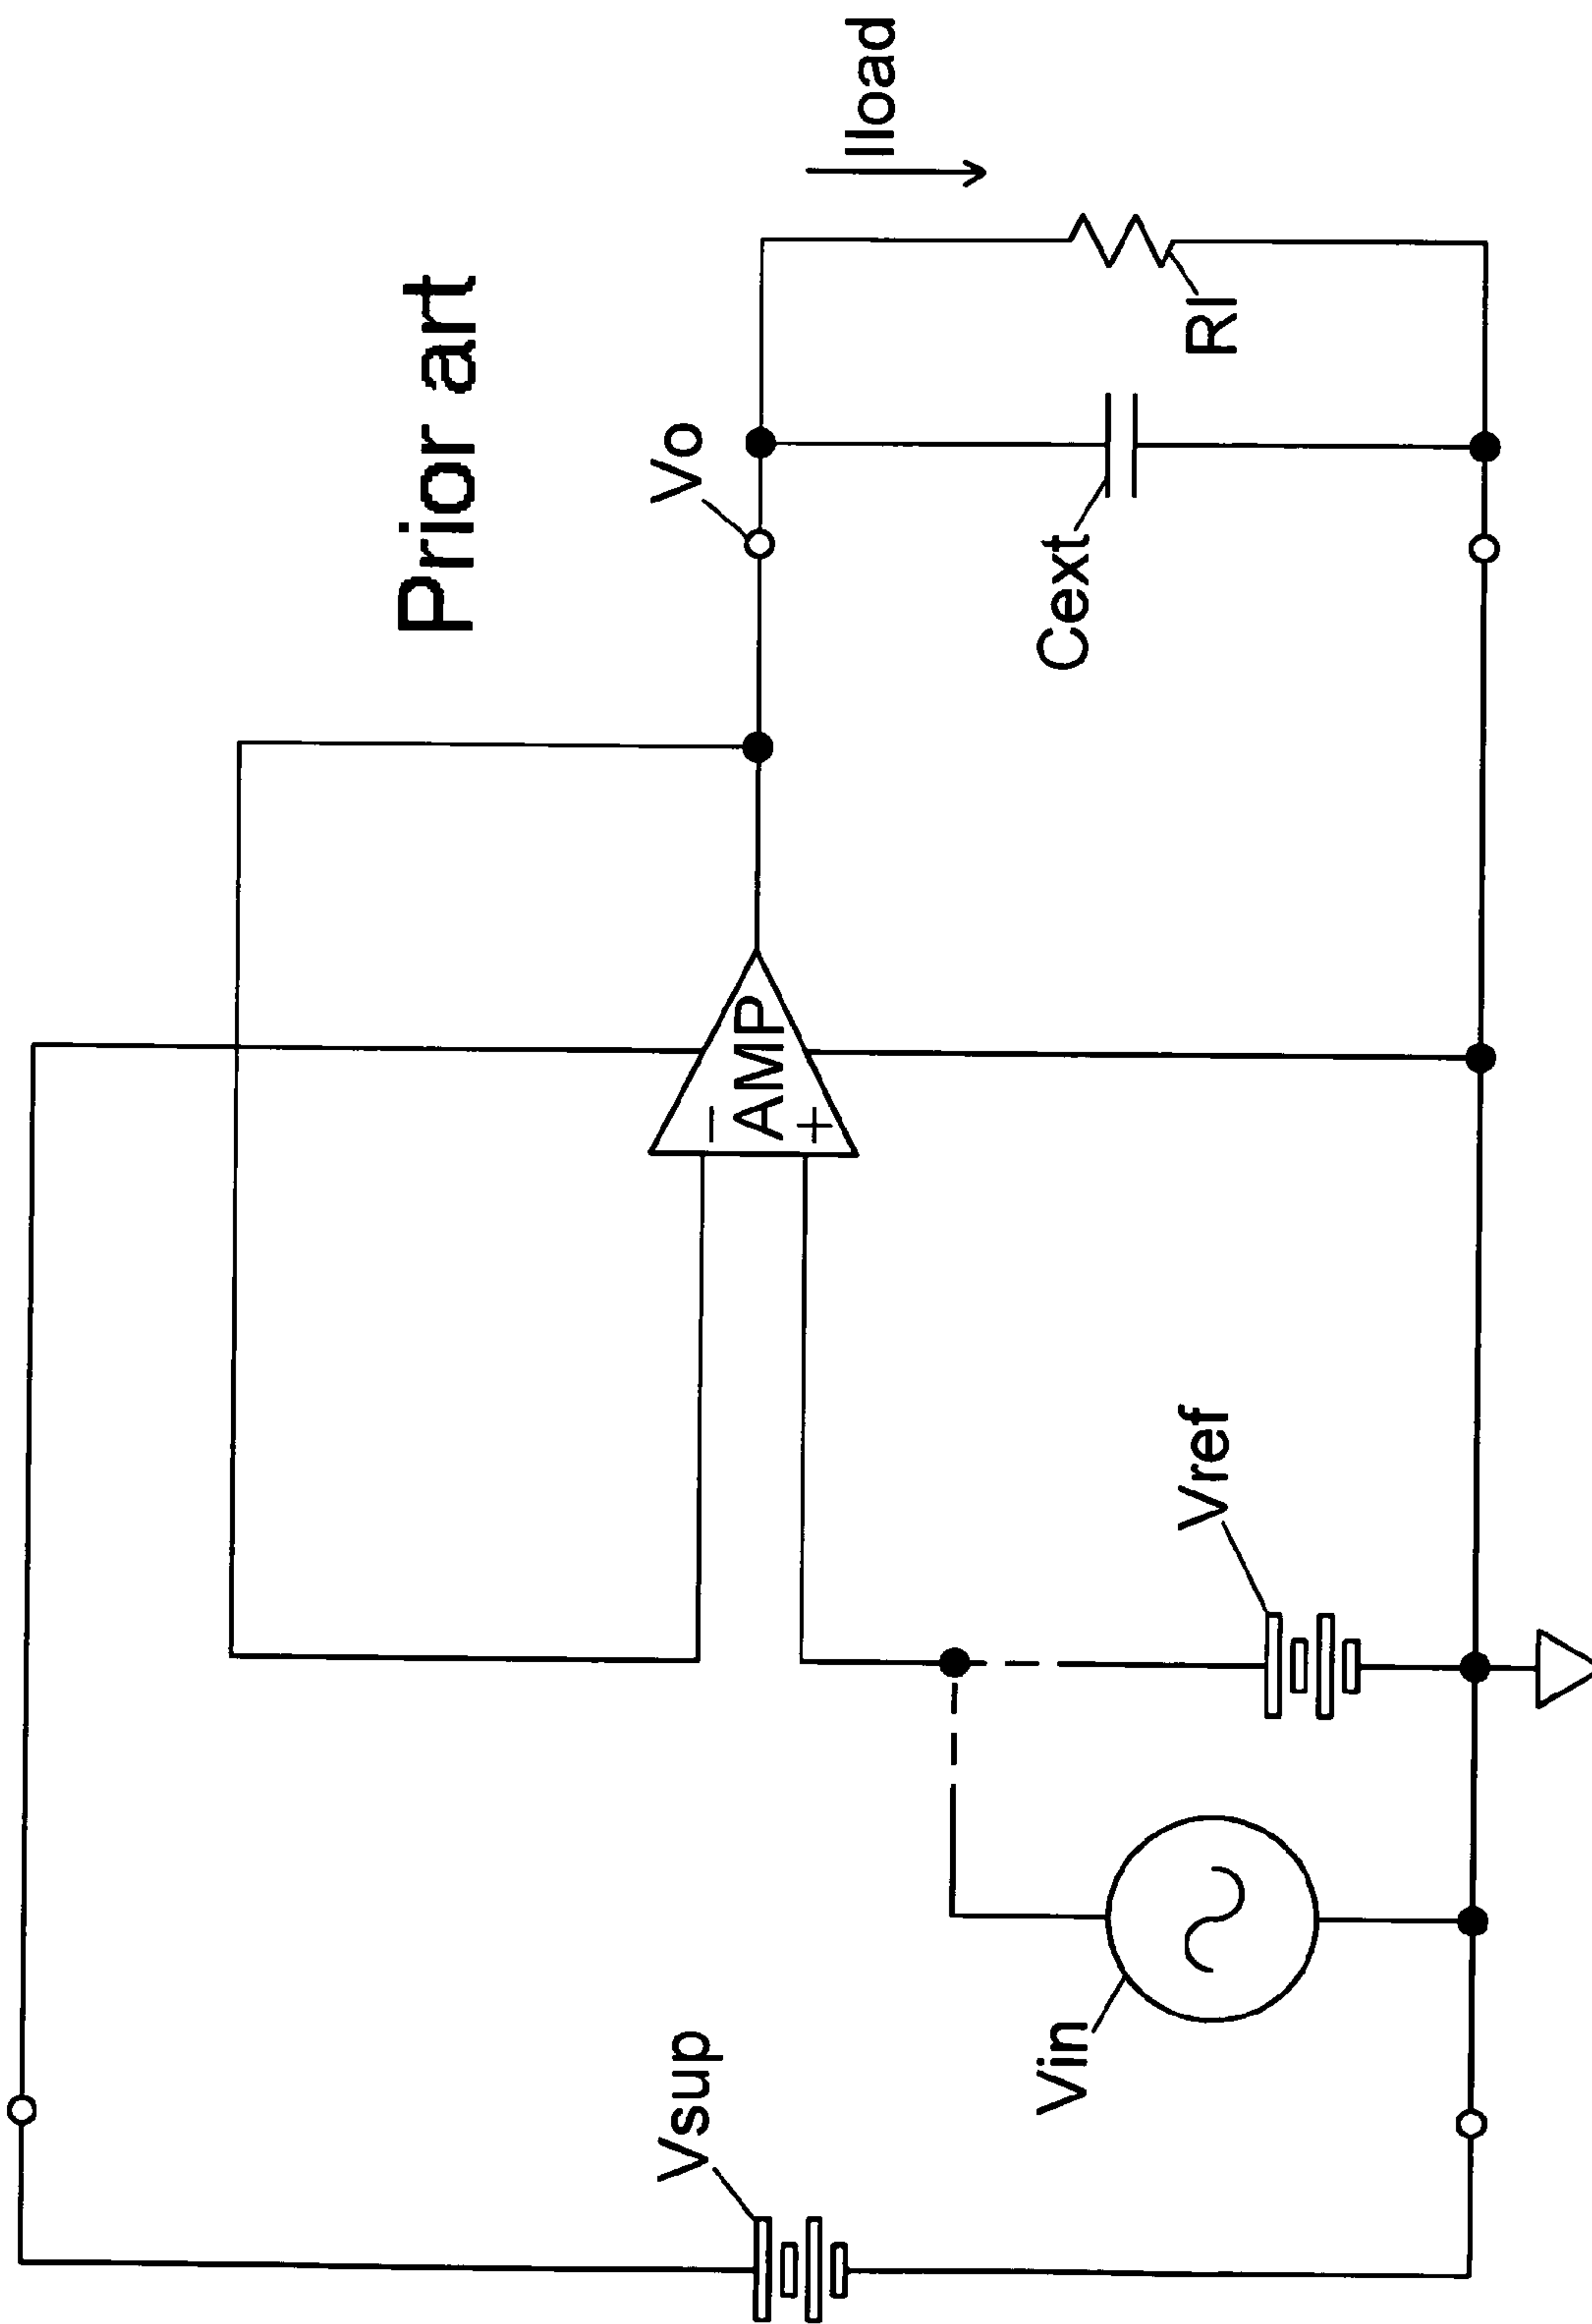 Prior art
Vsup
Vin
Vref
−
AMP
+
Vo
Cext
Rl
Iload